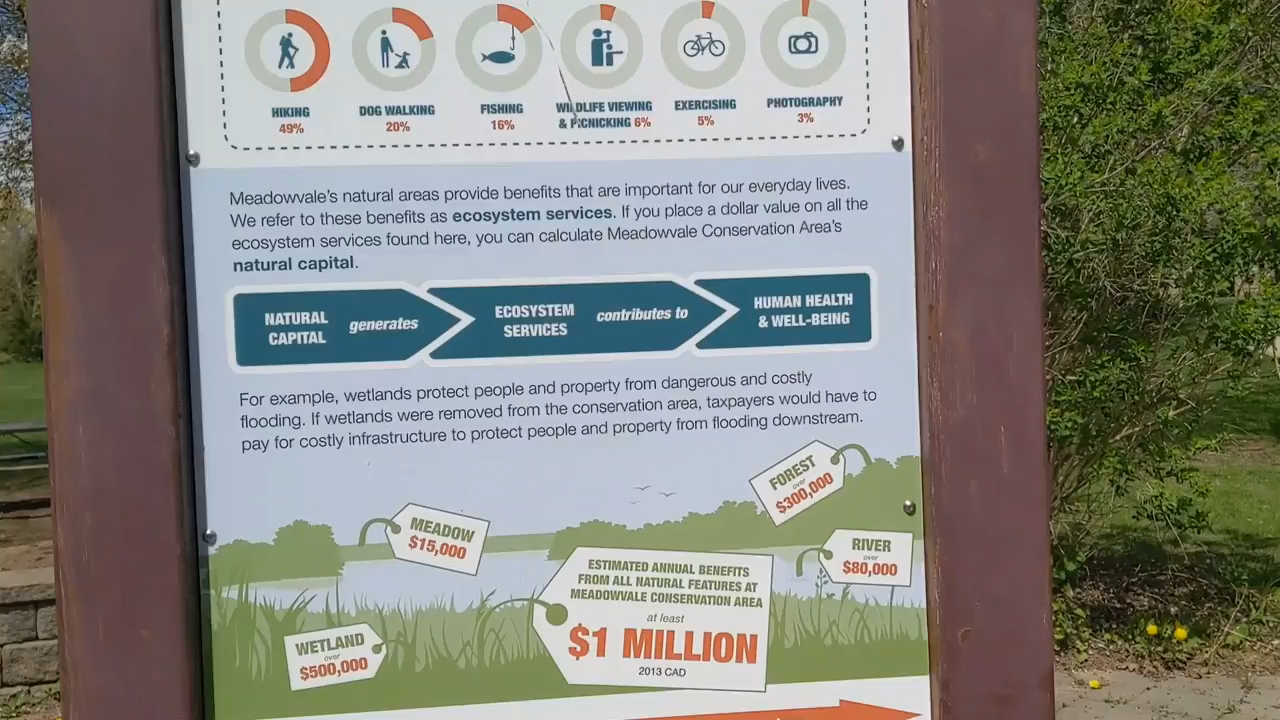 HIKING
49%
DOG WALKING
20%
FISHING
16%
WILDLIFE VIEWING
& PICNICKING 6%
EXERCISING
5%
PHOTOGRAPHY
3%
Meadowvale's natural areas provide benefits that are important for our everyday lives.
We refer to these benefits as ecosystem services. If you place a dollar value on all the
ecosystem services found here, you can calculate Meadowvale Conservation Area's
natural capital.
NATURAL
CAPITAL
generates
ECOSYSTEM
SERVICES
contributes to
HUMAN HEALTH
& WELL-BEING
For example, wetlands protect people and property from dangerous and costly
flooding. If wetlands were removed from the conservation area, taxpayers would have to
pay for costly infrastructure to protect people and property from flooding downstream.
FOREST
over
$300,000
MEADOW
$15,000
RIVER
over
$80,000
ESTIMATED ANNUAL BENEFITS
FROM ALL NATURAL FEATURES AT
MEADOWVALE CONSERVATION AREA
at least
$1 MILLION
2013 CAD
WETLAND
over
$500,000